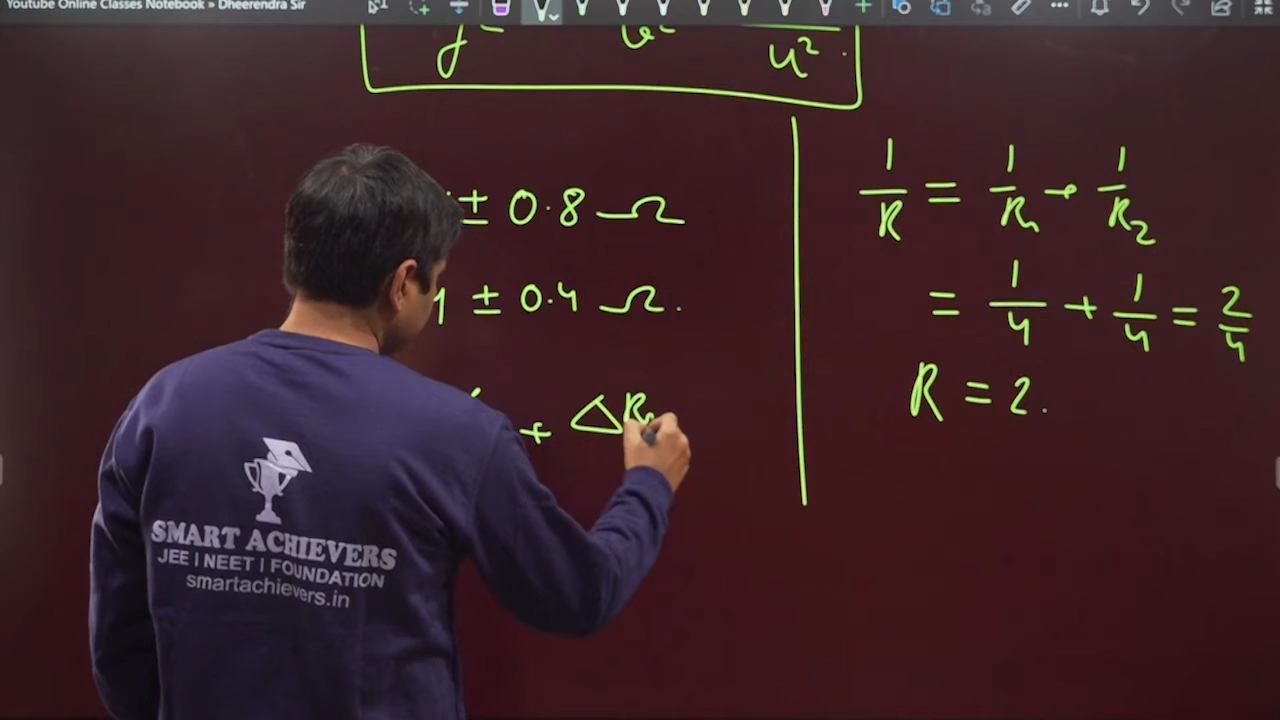 Youtube Online Classes Notebook » Dheerendra Sir
u²
± 0.8 Ω
4 ± 0.4 Ω.
+ ΔR
1/R = 1/R₁ + 1/R₂
= 1/4 + 1/4 = 2/4
R = 2.
SMART ACHIEVERS
JEE | NEET | FOUNDATION
smartachievers.in